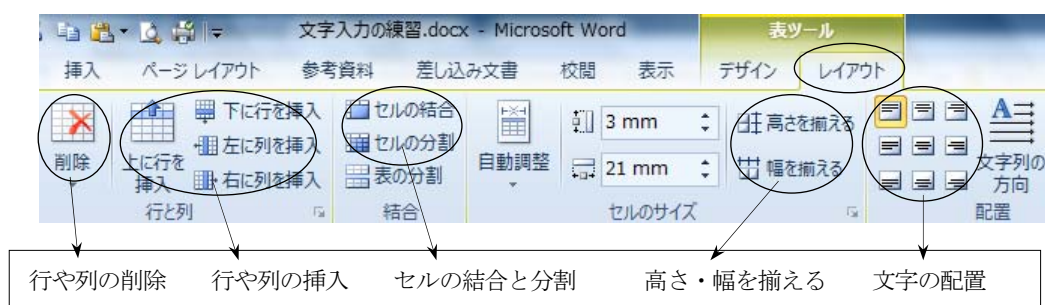 文字入力の練習.docx - Microsoft Word
表ツール
挿入 ページ レイアウト 参考資料 差し込み文書 校閲 表示 デザイン レイアウト
削除
上に行を挿入
下に行を挿入
左に列を挿入
右に列を挿入
行と列
セルの結合
セルの分割
表の分割
結合
自動調整
3 mm
21 mm
高さを揃える
幅を揃える
セルのサイズ
文字列の方向
配置
行や列の削除 行や列の挿入 セルの結合と分割 高さ・幅を揃える 文字の配置